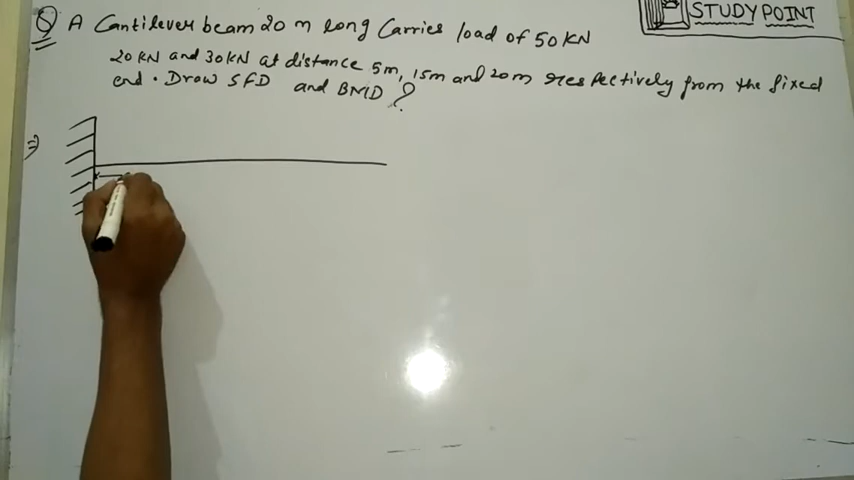 STUDY POINT
Q A Cantilever beam 20 m long Carries load of 50 KN
20 KN and 30 KN at distance 5m, 15m and 20m respectively from the fixed
end. Draw SFD and BMD ?
⇒